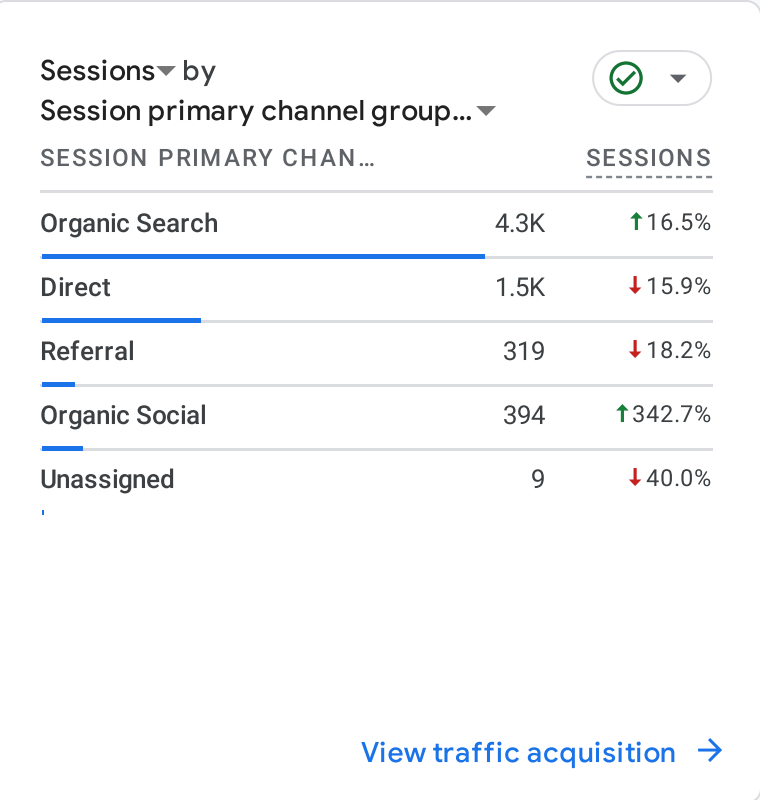 Sessions by
Session primary channel group...
SESSION PRIMARY CHAN... SESSIONS
Organic Search 4.3K ↑16.5%
Direct 1.5K ↓15.9%
Referral 319 ↓18.2%
Organic Social 394 ↑342.7%
Unassigned 9 ↓40.0%
View traffic acquisition →